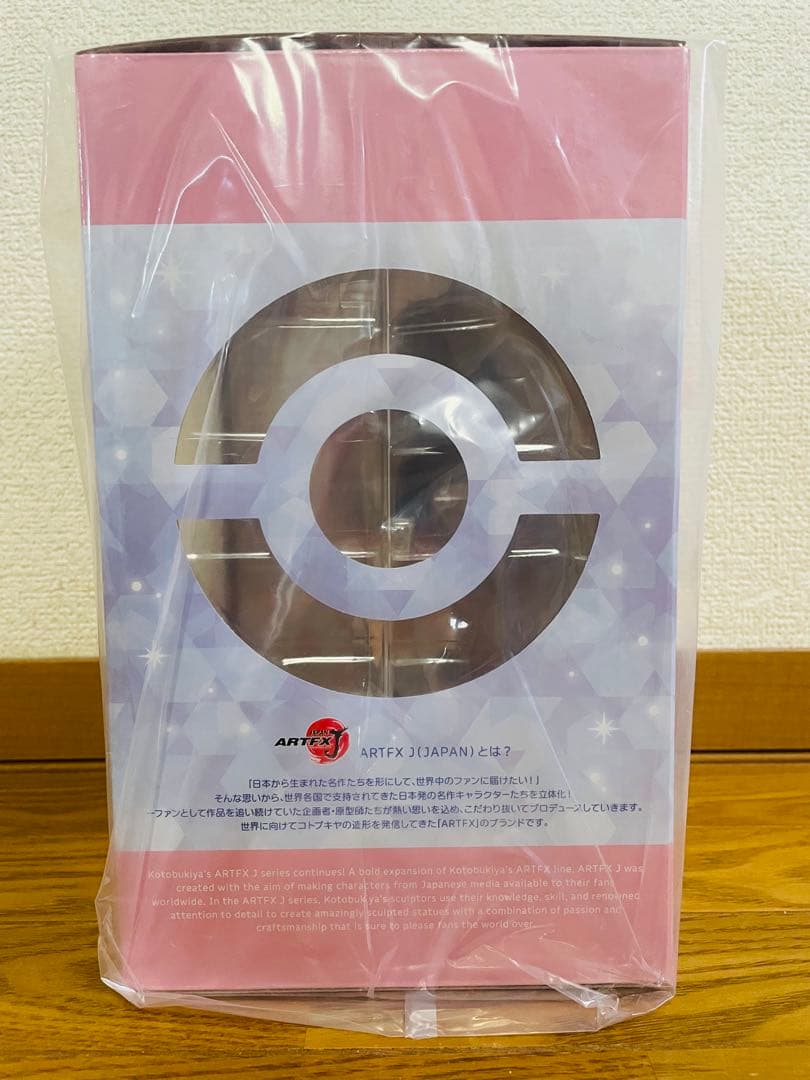 JAPAN
ARTFX J
ARTFX J(JAPAN)とは?
「日本から生まれた名作たちを形にして、世界中のファンに届けたい!」
そんな思いから、世界各国で支持されてきた日本発の名作キャラクターたちを立体化!
一ファンとして作品を追い続けていた企画者・原型師たちが熱い思いを込め、こだわり抜いてプロデュースしていきます。
世界に向けてコトブキヤの造形を発信してきた「ARTFX」のブランドです。
Kotobukiya's ARTFX J series continues! A bold expansion of Kotobukiya's ARTFX line, ARTFX J was
created with the aim of making characters from Japanese media available to their fans
worldwide. In the ARTFX J series, Kotobukiya's sculptors use their knowledge, skill, and renowned
attention to detail to create amazingly sculpted statues with a combination of passion and
craftsmanship that is sure to please fans the world over.